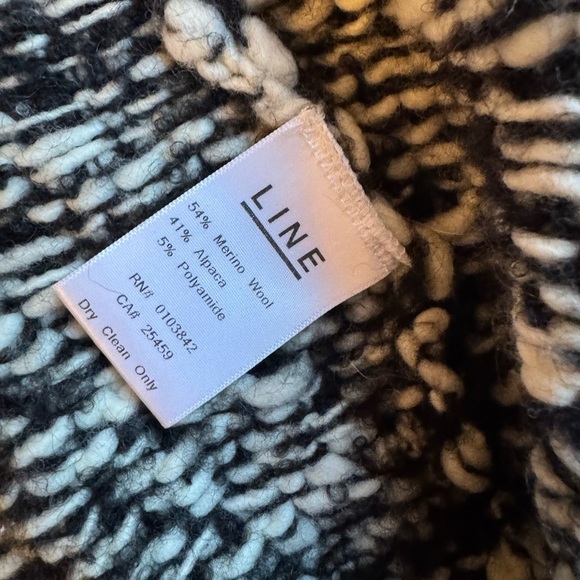 LINE
54% Merino Wool
41% Alpaca
5% Polyamide
RN# 0103842
CA# 25459
Dry Clean Only